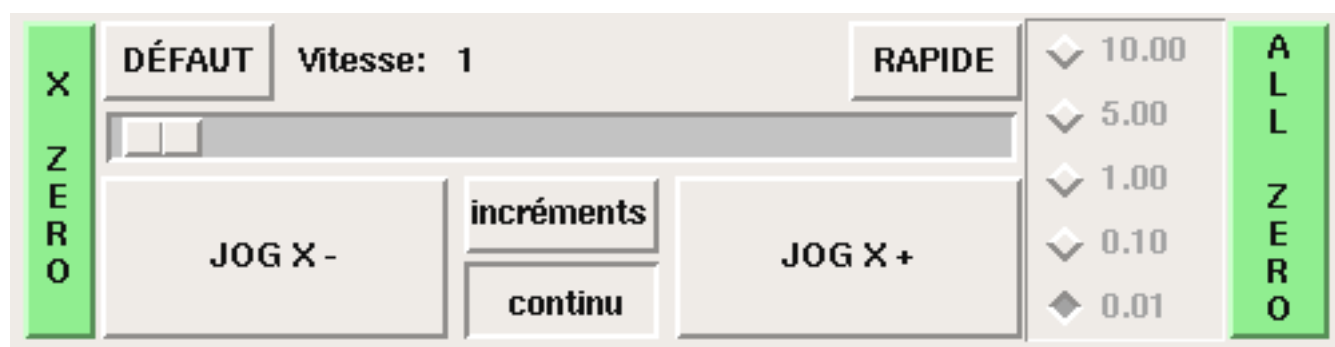 X ZERO
DÉFAUT
Vitesse: 1
RAPIDE
JOG X -
incréments
continu
JOG X +
10.00
5.00
1.00
0.10
0.01
ALL ZERO